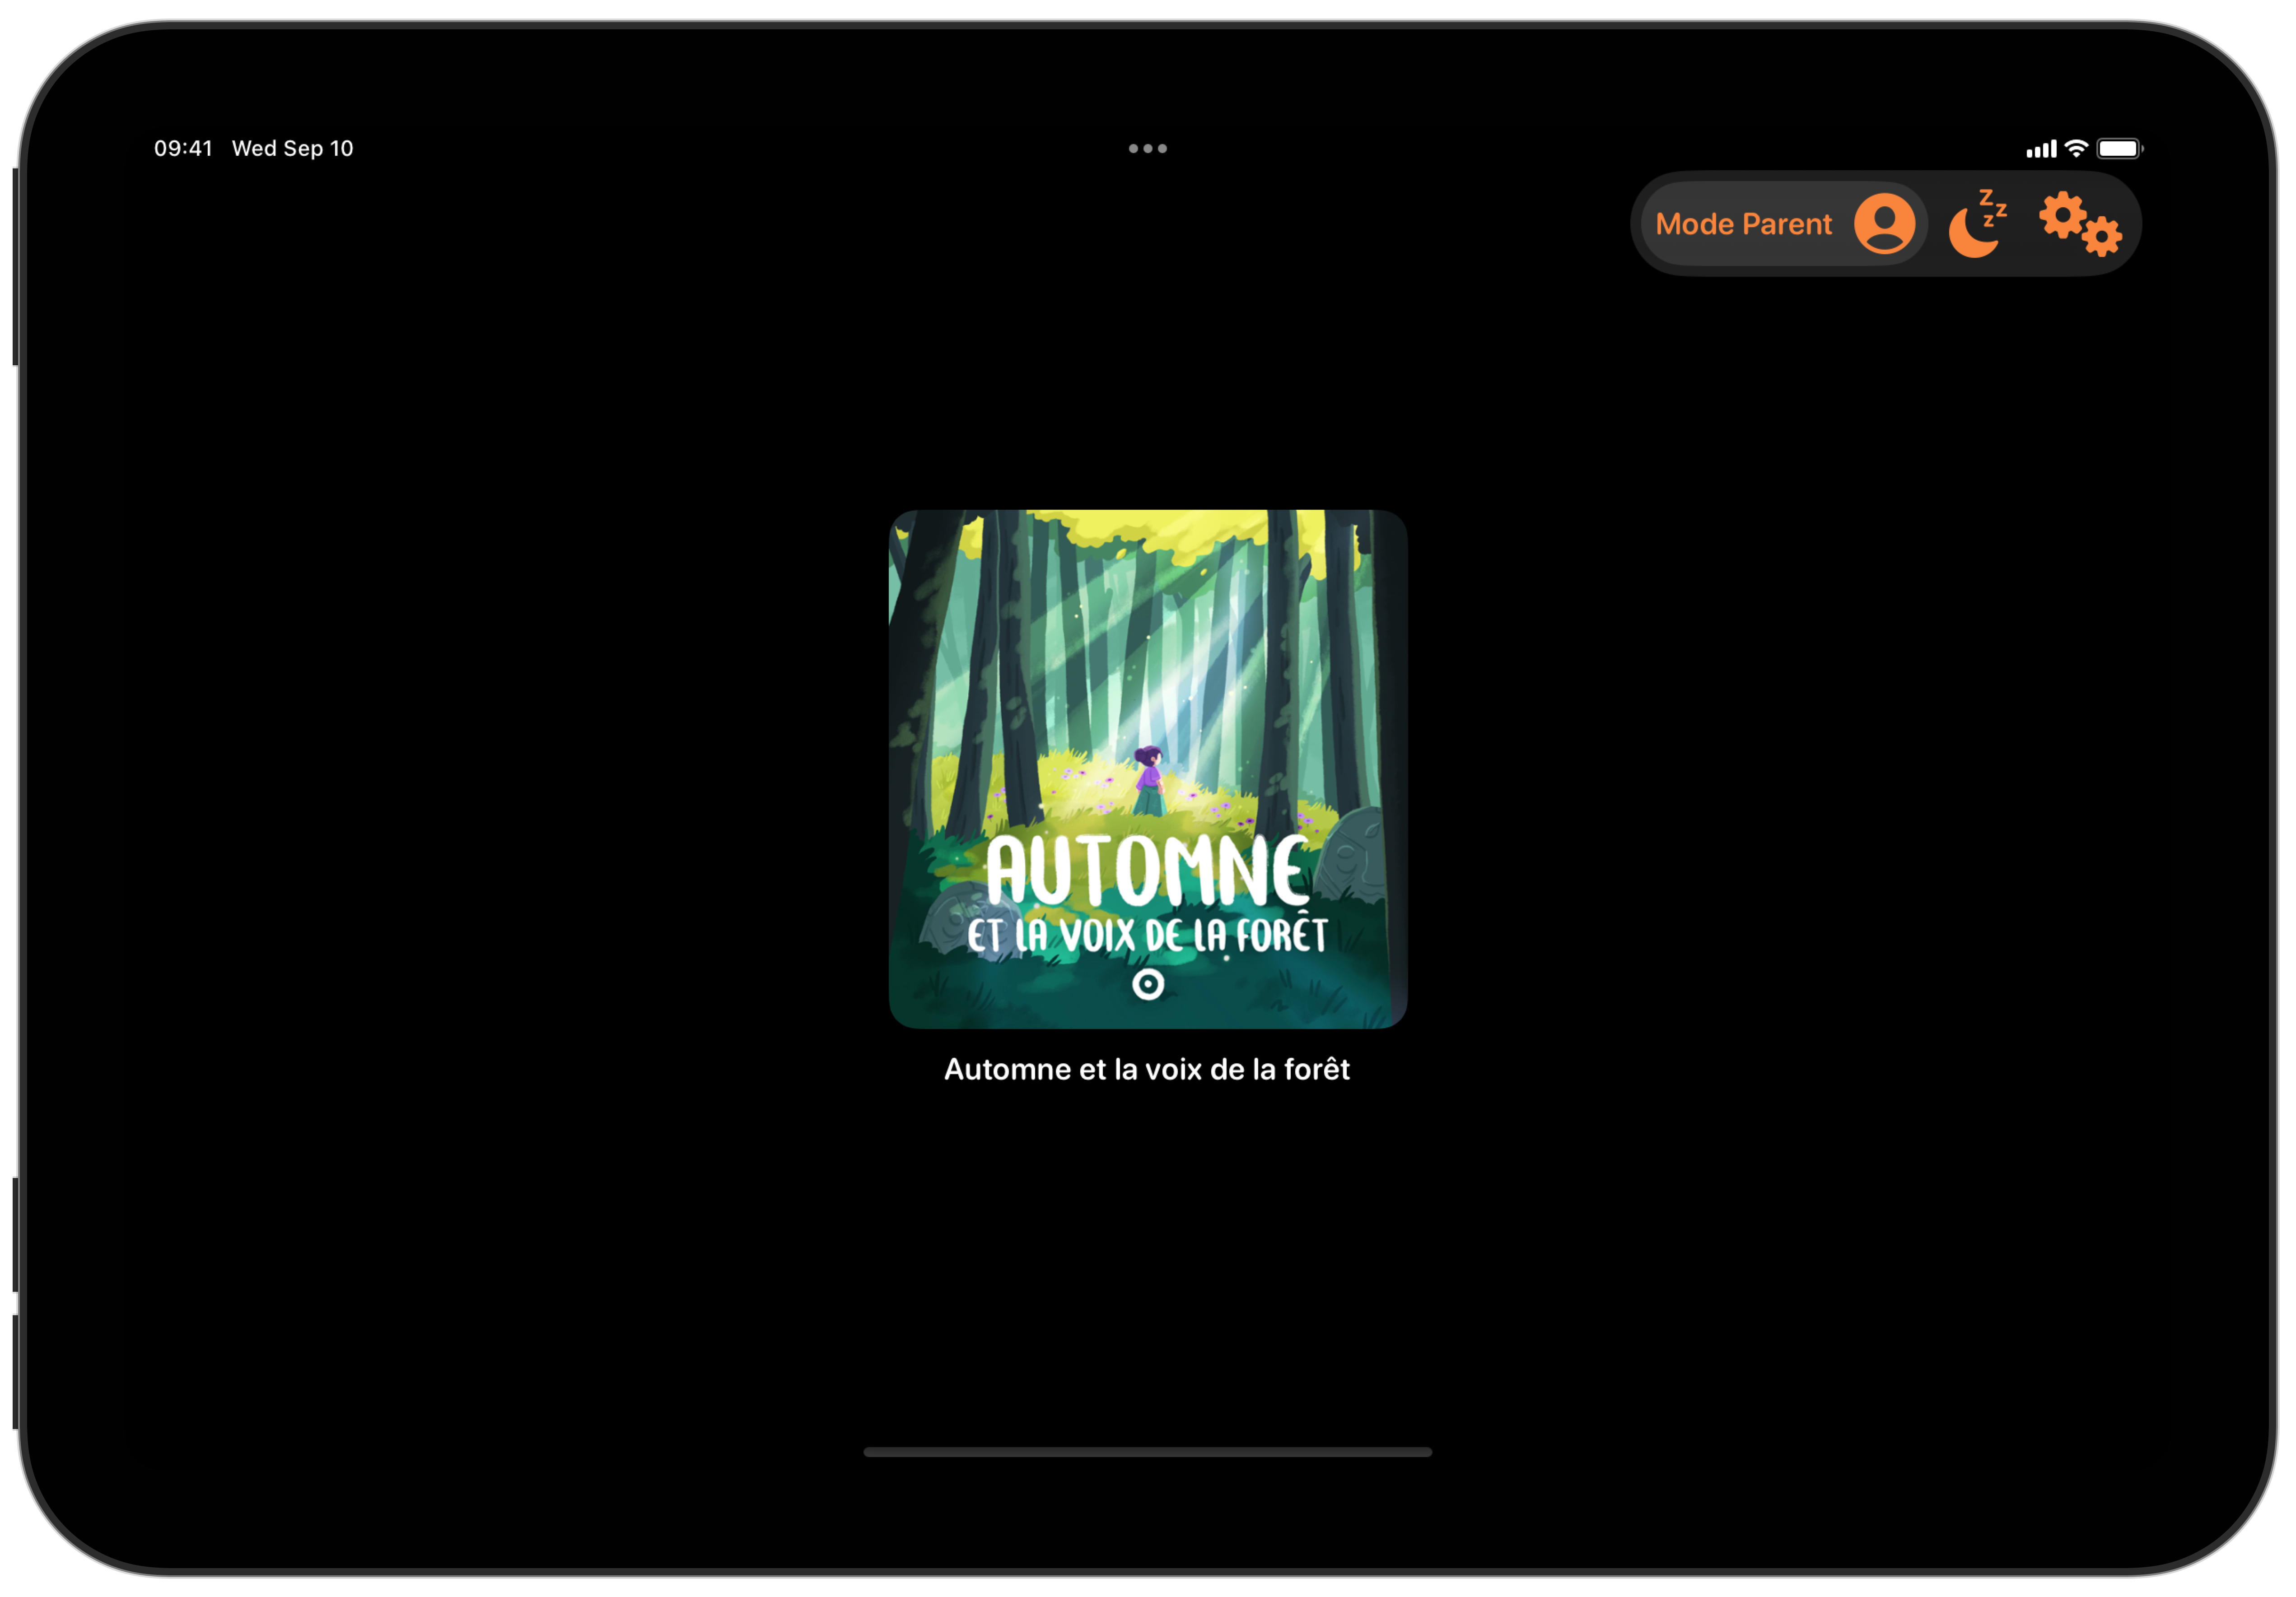 09:41 Wed Sep 10
Mode Parent
z z z
AUTOMNE
ET LA VOIX DE LA FORÊT
Automne et la voix de la forêt